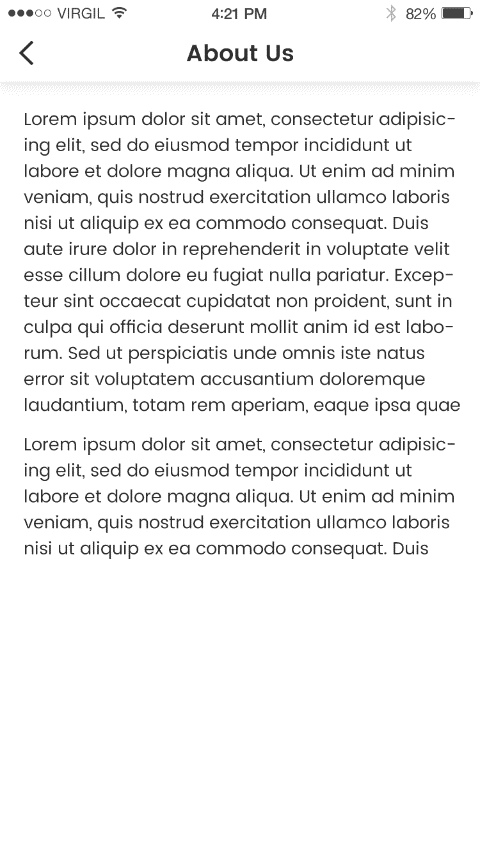 VIRGIL 4:21 PM 82%
About Us
Lorem ipsum dolor sit amet, consectetur adipisic-
ing elit, sed do eiusmod tempor incididunt ut
labore et dolore magna aliqua. Ut enim ad minim
veniam, quis nostrud exercitation ullamco laboris
nisi ut aliquip ex ea commodo consequat. Duis
aute irure dolor in reprehenderit in voluptate velit
esse cillum dolore eu fugiat nulla pariatur. Excep-
teur sint occaecat cupidatat non proident, sunt in
culpa qui officia deserunt mollit anim id est labo-
rum. Sed ut perspiciatis unde omnis iste natus
error sit voluptatem accusantium doloremque
laudantium, totam rem aperiam, eaque ipsa quae
Lorem ipsum dolor sit amet, consectetur adipisic-
ing elit, sed do eiusmod tempor incididunt ut
labore et dolore magna aliqua. Ut enim ad minim
veniam, quis nostrud exercitation ullamco laboris
nisi ut aliquip ex ea commodo consequat. Duis